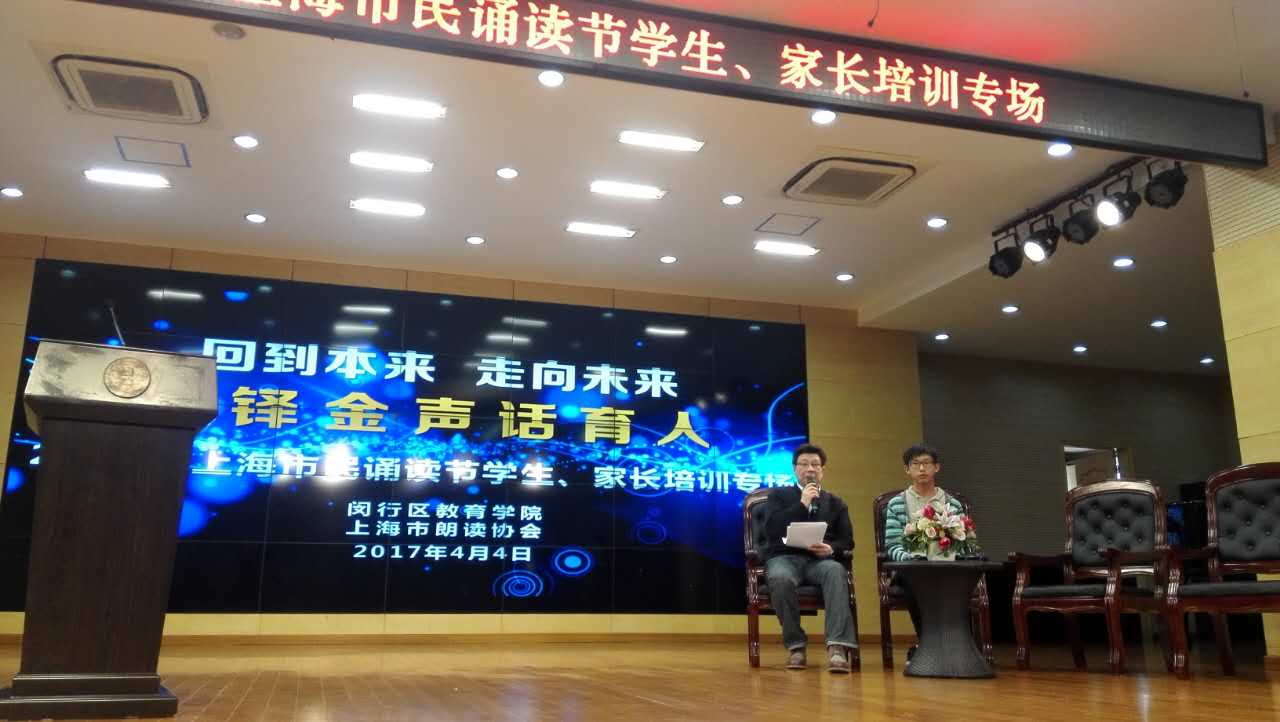 海市民诵读节学生、家长培训专场
回到本来 走向未来
铎金声话育人
上海市民诵读节学生、家长培训专场
闵行区教育学院
上海市朗读协会
2017年4月4日